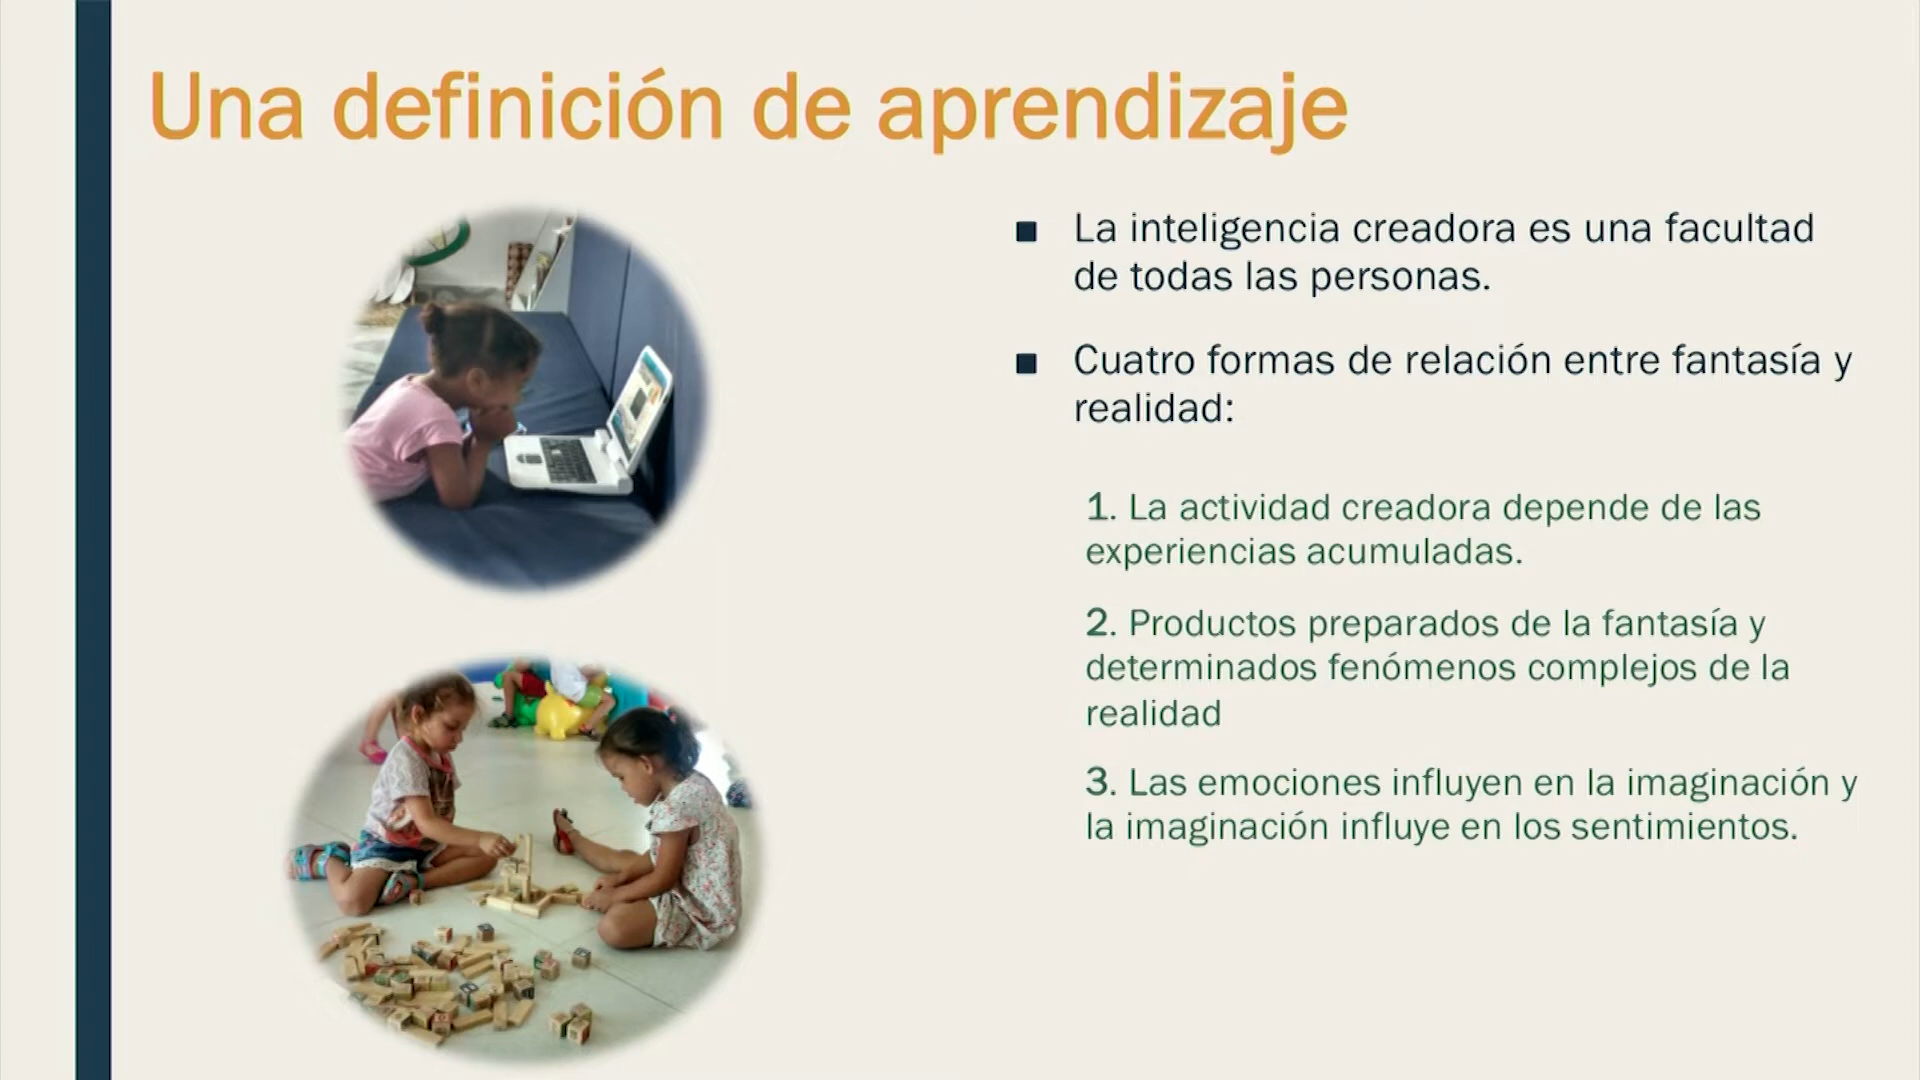 Una definición de aprendizaje
■ La inteligencia creadora es una facultad
de todas las personas.
■ Cuatro formas de relación entre fantasía y
realidad:
1. La actividad creadora depende de las
experiencias acumuladas.
2. Productos preparados de la fantasía y
determinados fenómenos complejos de la
realidad
3. Las emociones influyen en la imaginación y
la imaginación influye en los sentimientos.